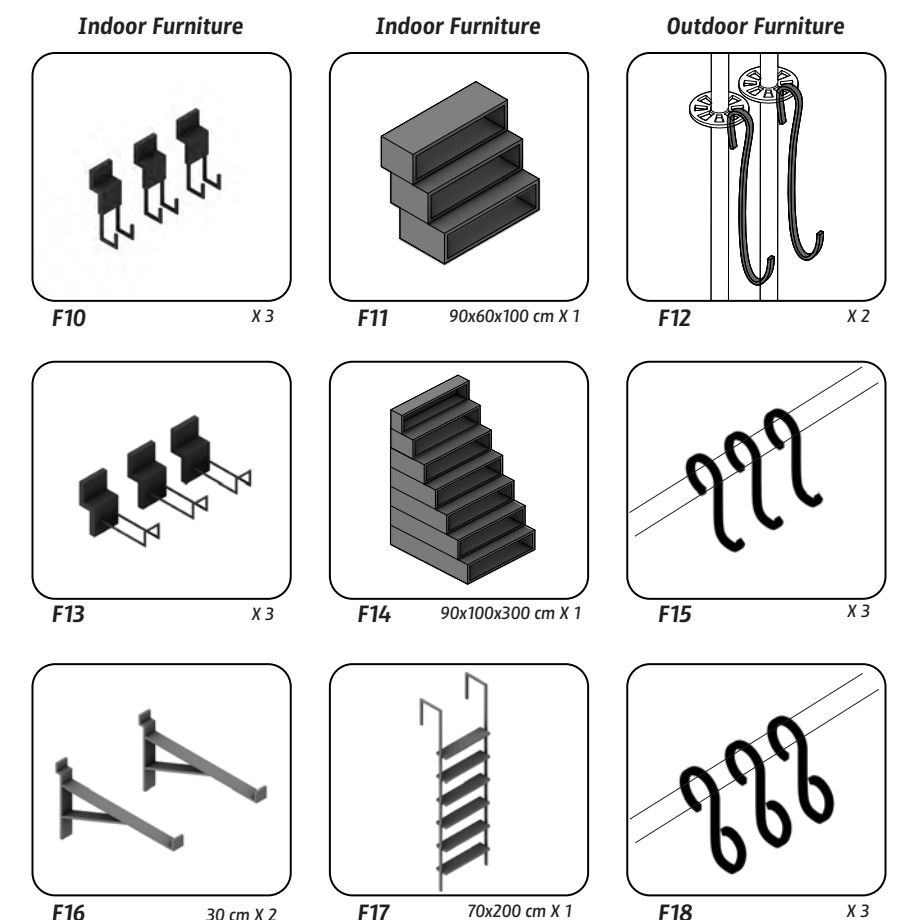 Indoor Furniture Indoor Furniture Outdoor Furniture
F10 X 3 F11 90x60x100 cm X 1 F12 X 2
F13 X 3 F14 90x100x300 cm X 1 F15 X 3
F16 30 cm X 2 F17 70x200 cm X 1 F18 X 3